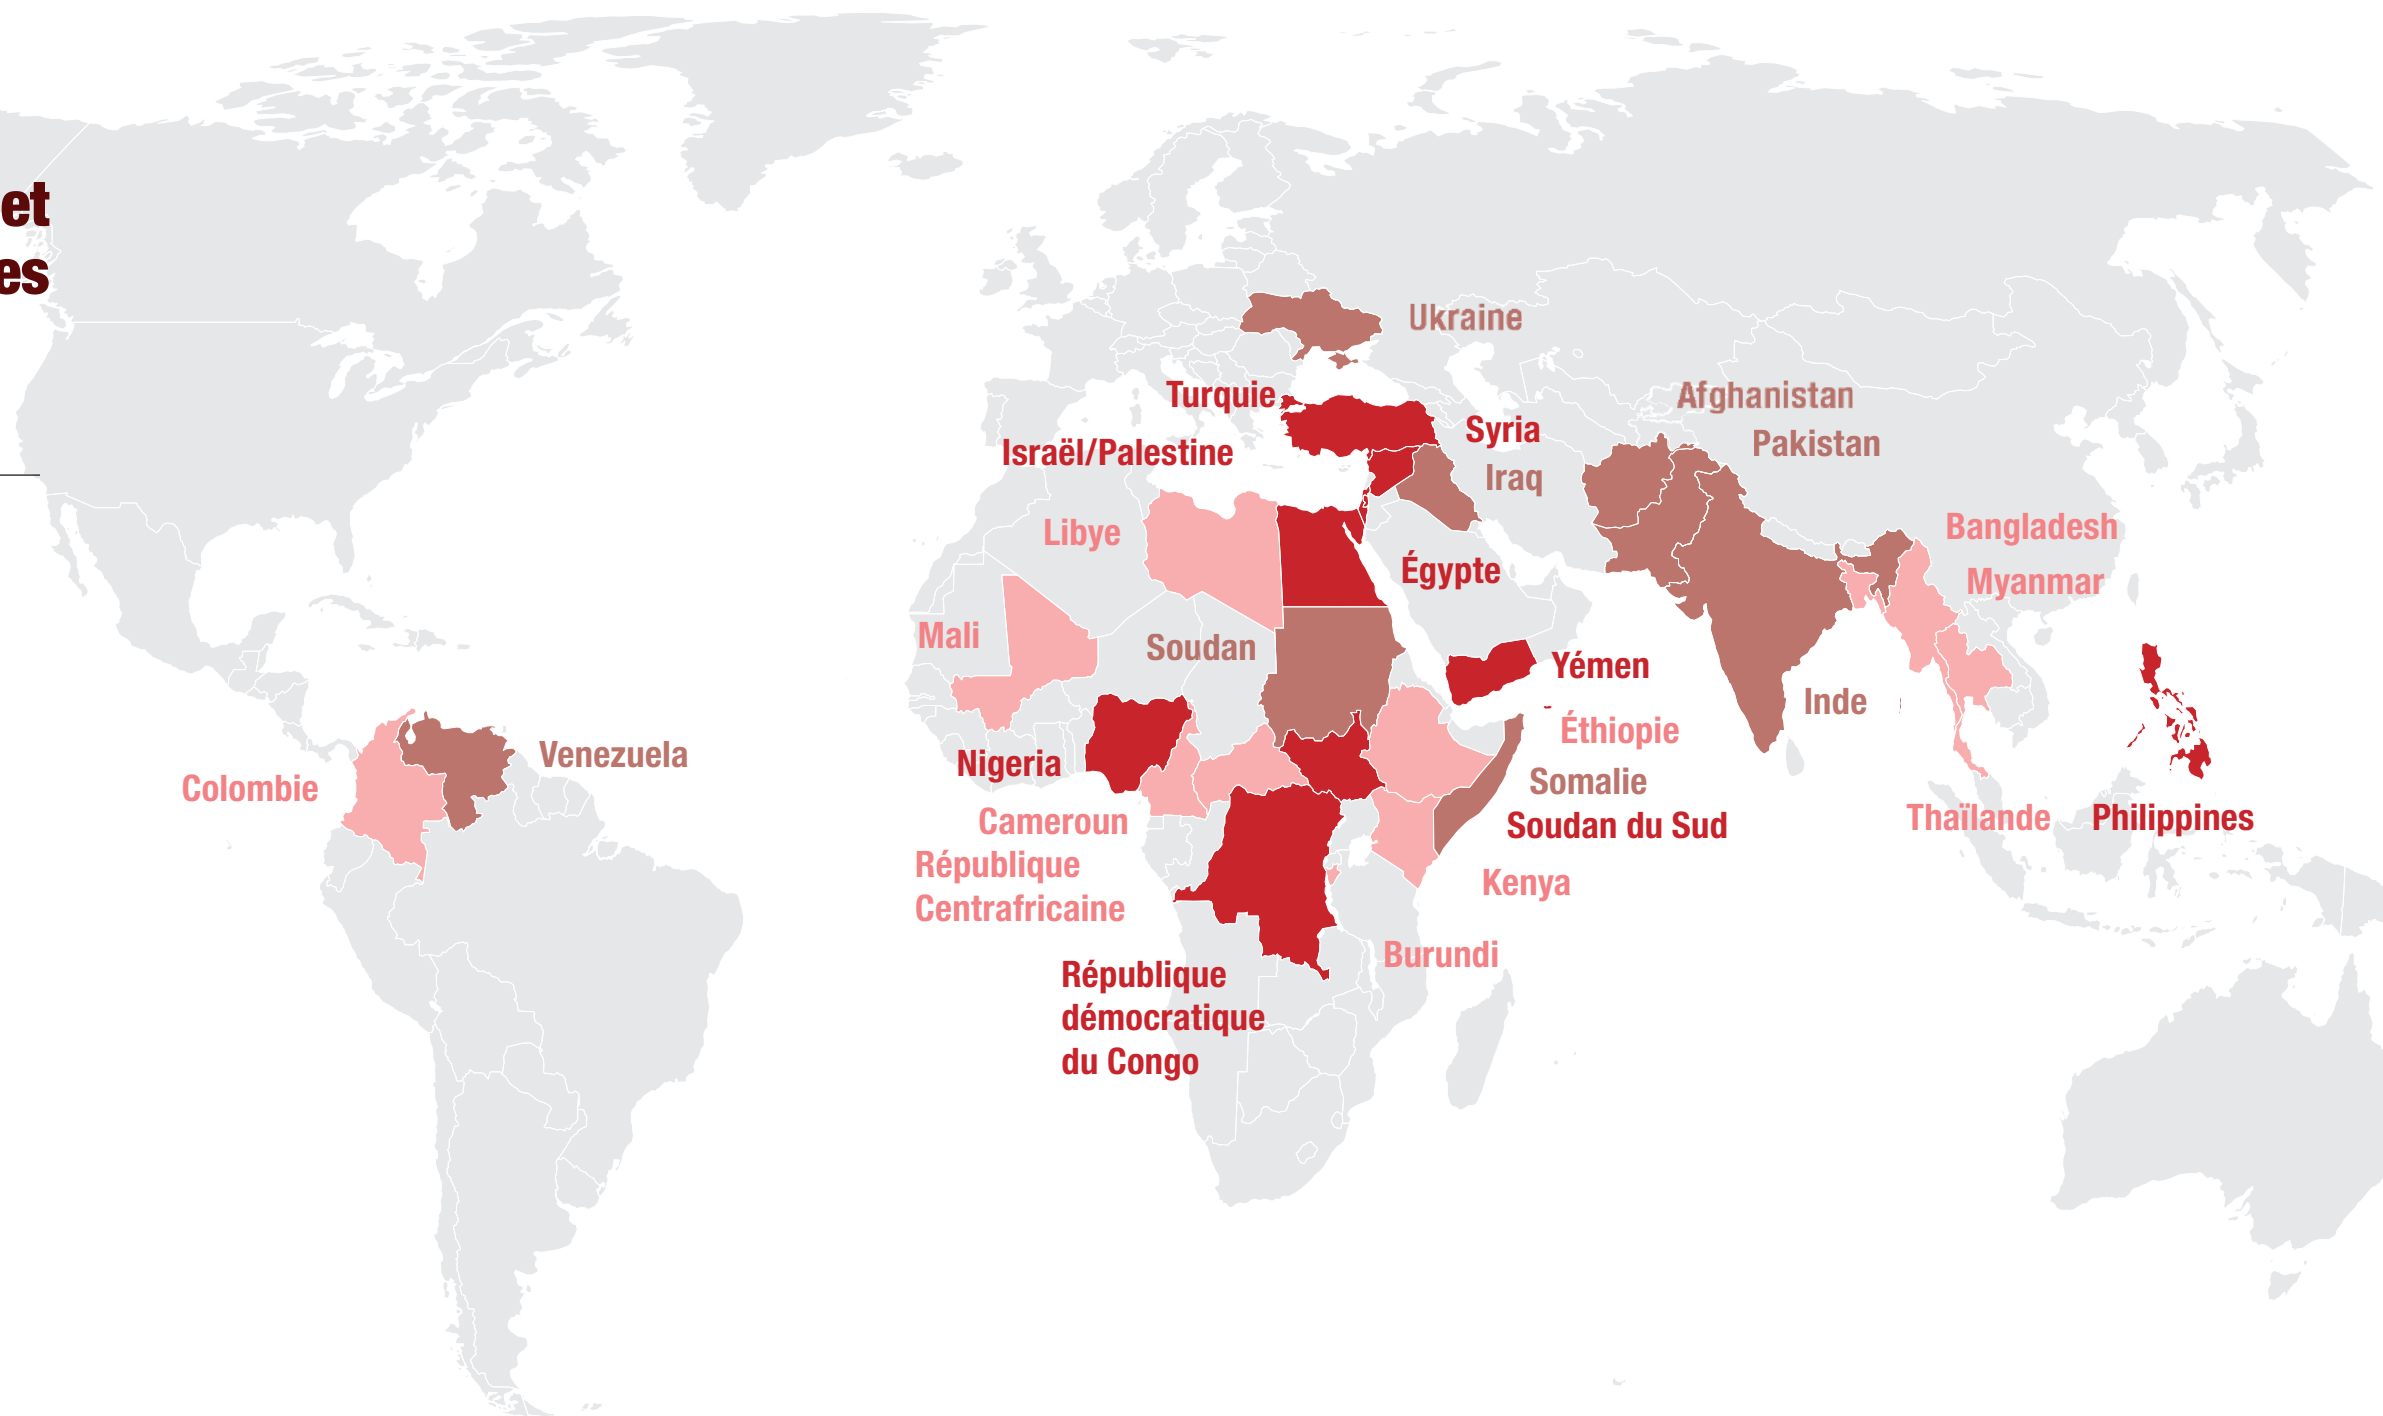 et
es
Ukraine
Turquie
Afghanistan
Syria
Pakistan
Israël/Palestine
Iraq
Libye
Bangladesh
Égypte
Myanmar
Mali
Soudan
Yémen
Inde
Éthiopie
Venezuela
Nigeria
Colombie
Somalie
Cameroun
Soudan du Sud
Thaïlande
Philippines
République
Centrafricaine
Kenya
Burundi
République
démocratique
du Congo